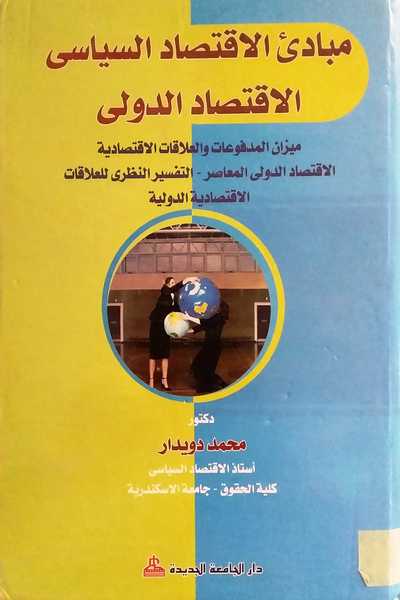 مبادئ الاقتصاد السياسى
الاقتصاد الدولى
ميزان المدفوعات والعلاقات الاقتصادية
الاقتصاد الدولى المعاصر - التفسير النظرى للعلاقات
الاقتصادية الدولية
دكتور
محمد دويدار
أستاذ الاقتصاد السياسى
كلية الحقوق - جامعة الاسكندرية
دار الجامعة الجديدة